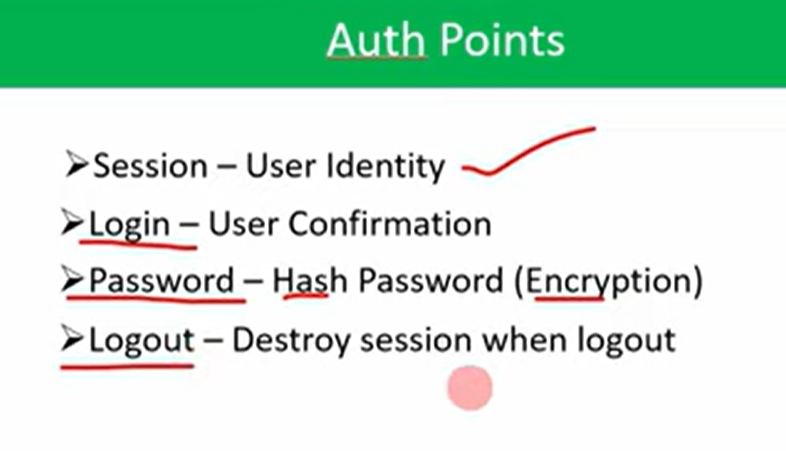 Auth Points
➢Session – User Identity
➢Login – User Confirmation
➢Password – Hash Password (Encryption)
➢Logout – Destroy session when logout